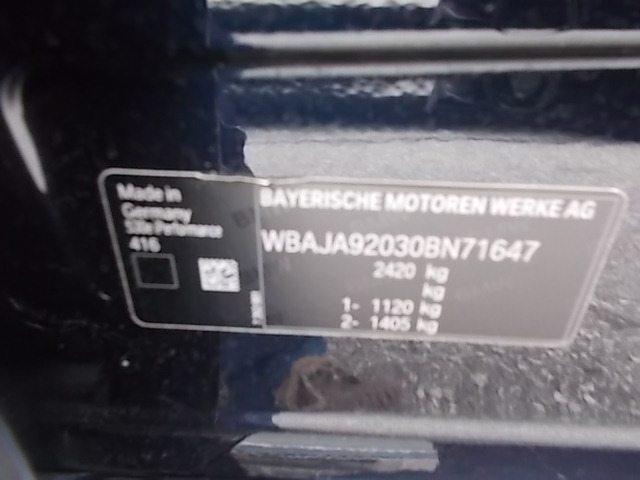 Made in
Germany
530e Performance
416
BAYERISCHE MOTOREN WERKE AG
WBAJA92030BN71647
2420 kg
kg
1- 1120 kg
2- 1405 kg